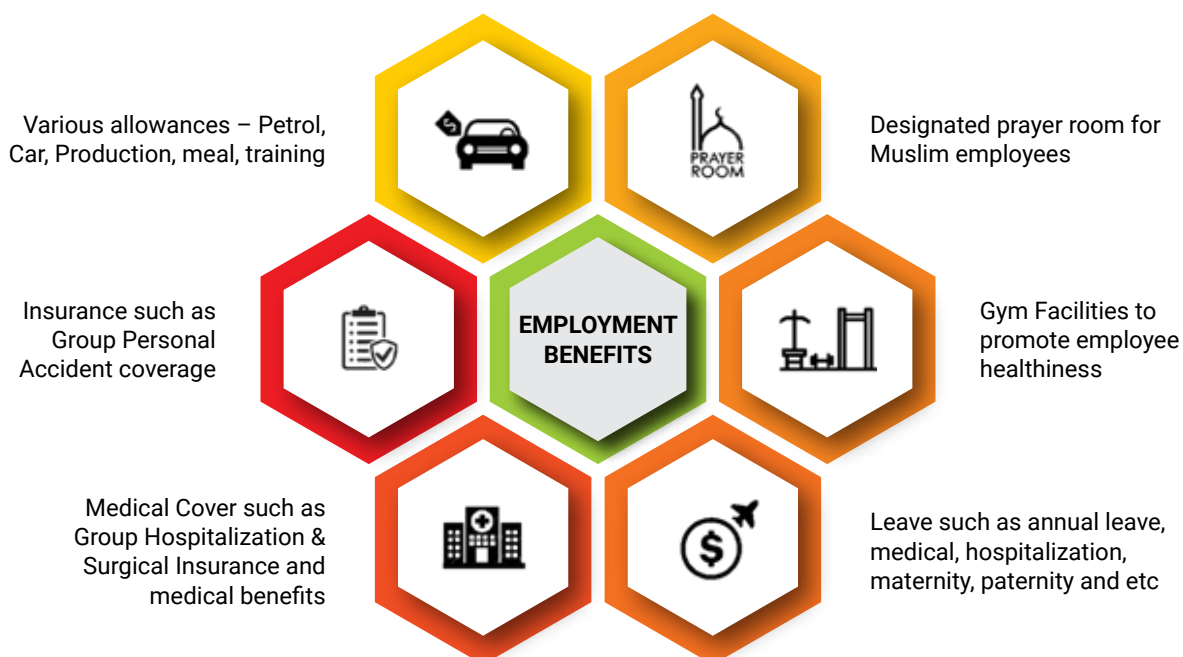 Various allowances – Petrol,
Car, Production, meal, training
PRAYER
ROOM
Designated prayer room for
Muslim employees
Insurance such as
Group Personal
Accident coverage
EMPLOYMENT
BENEFITS
Gym Facilities to
promote employee
healthiness
Medical Cover such as
Group Hospitalization &
Surgical Insurance and
medical benefits
$
Leave such as annual leave,
medical, hospitalization,
maternity, paternity and etc